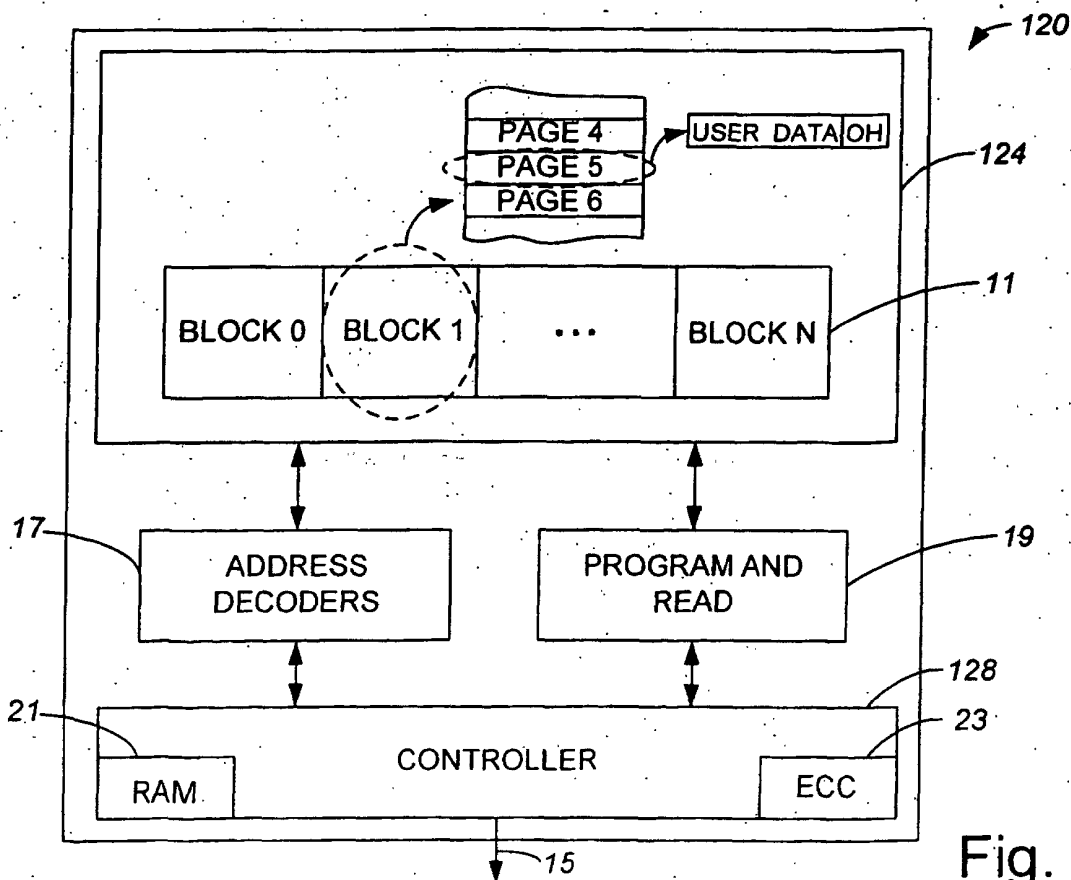 120
PAGE 4
PAGE 5
PAGE 6
USER DATA OH
124
11
BLOCK 0 BLOCK 1 ... BLOCK N
17
ADDRESS
DECODERS
PROGRAM AND
READ
19
128
21
23
CONTROLLER
RAM
ECC
15
Fig.